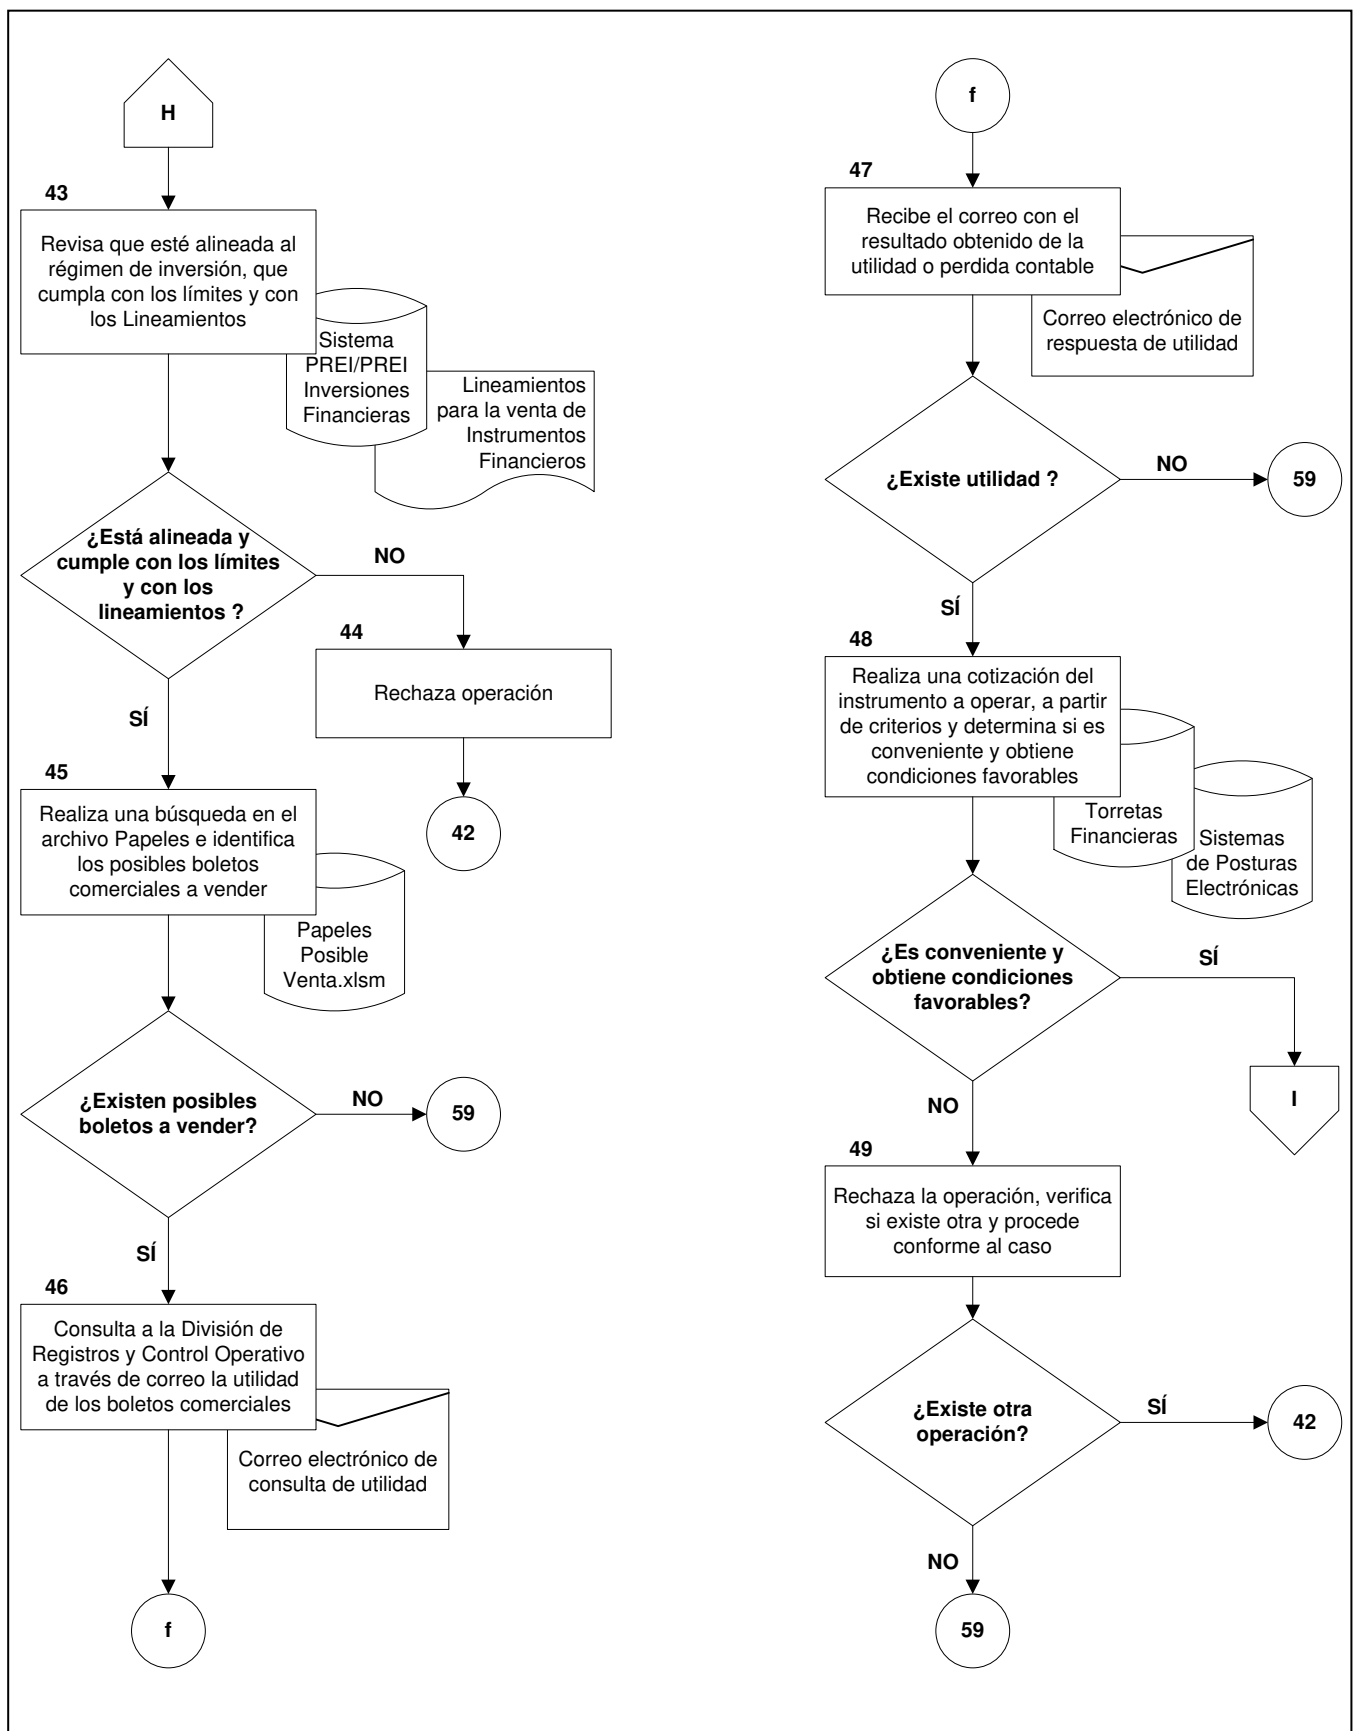 H
43
Revisa que esté alineada al
régimen de inversión, que
cumpla con los límites y con
los Lineamientos
Sistema
PREI/PREI
Inversiones
Financieras
Lineamientos
para la venta de
Instrumentos
Financieros
¿Está alineada y
cumple con los límites
y con los
lineamientos ?
NO
44
Rechaza operación
42
SÍ
45
Realiza una búsqueda en el
archivo Papeles e identifica
los posibles boletos
comerciales a vender
Papeles
Posible
Venta.xlsm
¿Existen posibles
boletos a vender?
NO
59
SÍ
46
Consulta a la División de
Registros y Control Operativo
a través de correo la utilidad
de los boletos comerciales
Correo electrónico de
consulta de utilidad
f
f
47
Recibe el correo con el
resultado obtenido de la
utilidad o perdida contable
Correo electrónico de
respuesta de utilidad
¿Existe utilidad ?
NO
59
SÍ
48
Realiza una cotización del
instrumento a operar, a partir
de criterios y determina si es
conveniente y obtiene
condiciones favorables
Torretas
Financieras
Sistemas
de Posturas
Electrónicas
¿Es conveniente y
obtiene condiciones
favorables?
SÍ
I
NO
49
Rechaza la operación, verifica
si existe otra y procede
conforme al caso
¿Existe otra
operación?
SÍ
42
NO
59